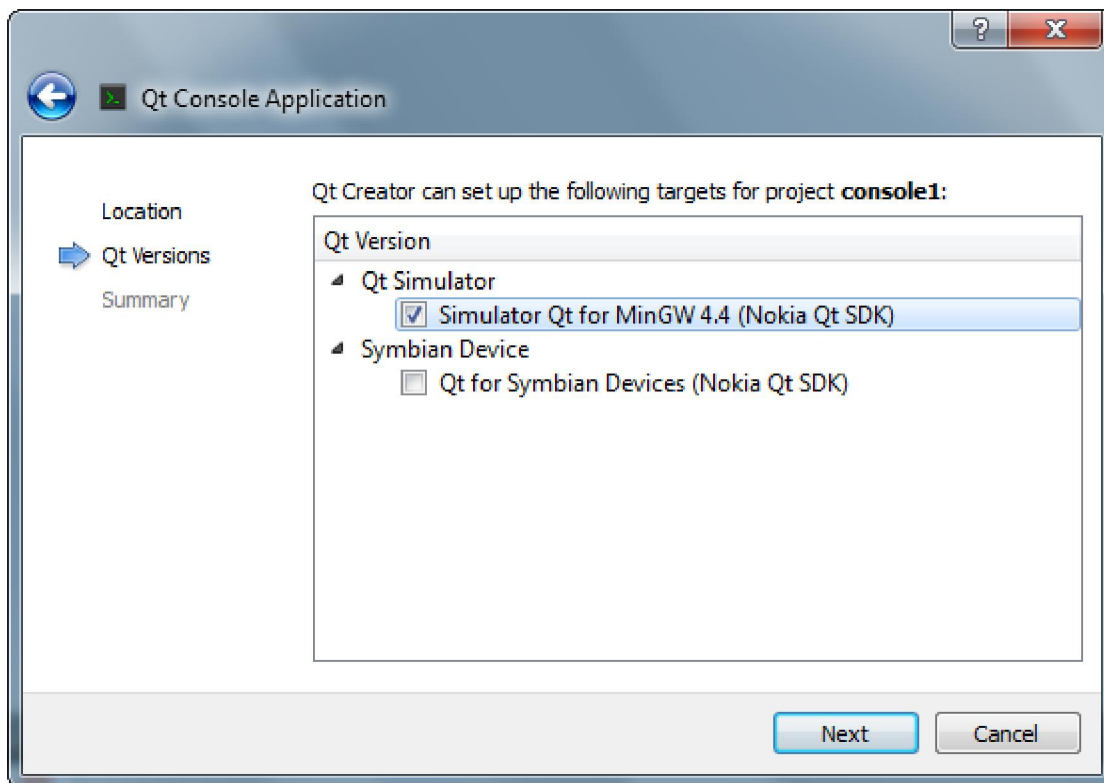 ?
X
Qt Console Application
Location
Qt Versions
Summary
Qt Creator can set up the following targets for project console1:
Qt Version
Qt Simulator
Simulator Qt for MinGW 4.4 (Nokia Qt SDK)
Symbian Device
Qt for Symbian Devices (Nokia Qt SDK)
Next
Cancel